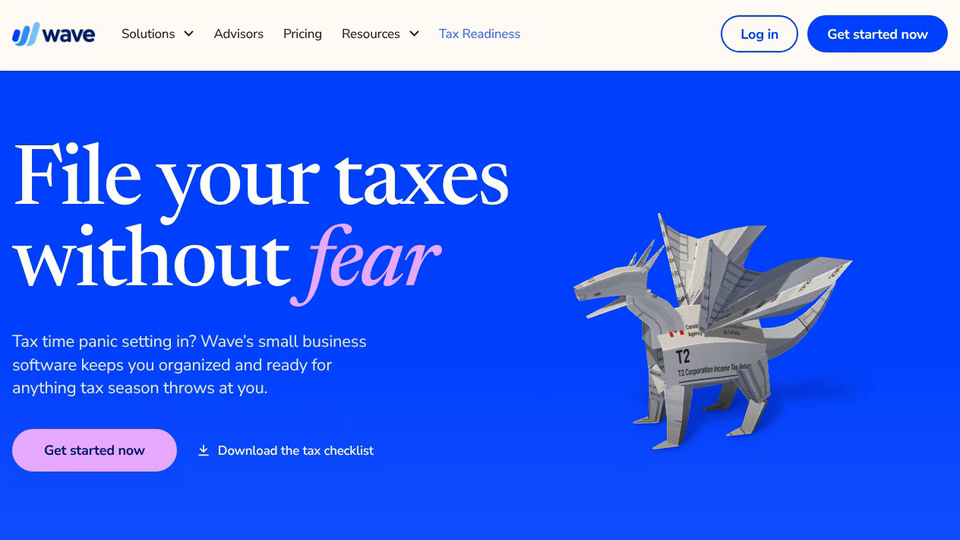 wave
Solutions
Advisors
Pricing
Resources
Tax Readiness
Log in
Get started now
File your taxes
without fear
Tax time panic setting in? Wave’s small business
software keeps you organized and ready for
anything tax season throws at you.
Get started now
Download the tax checklist
T2
T2 Corporation Income Tax Return